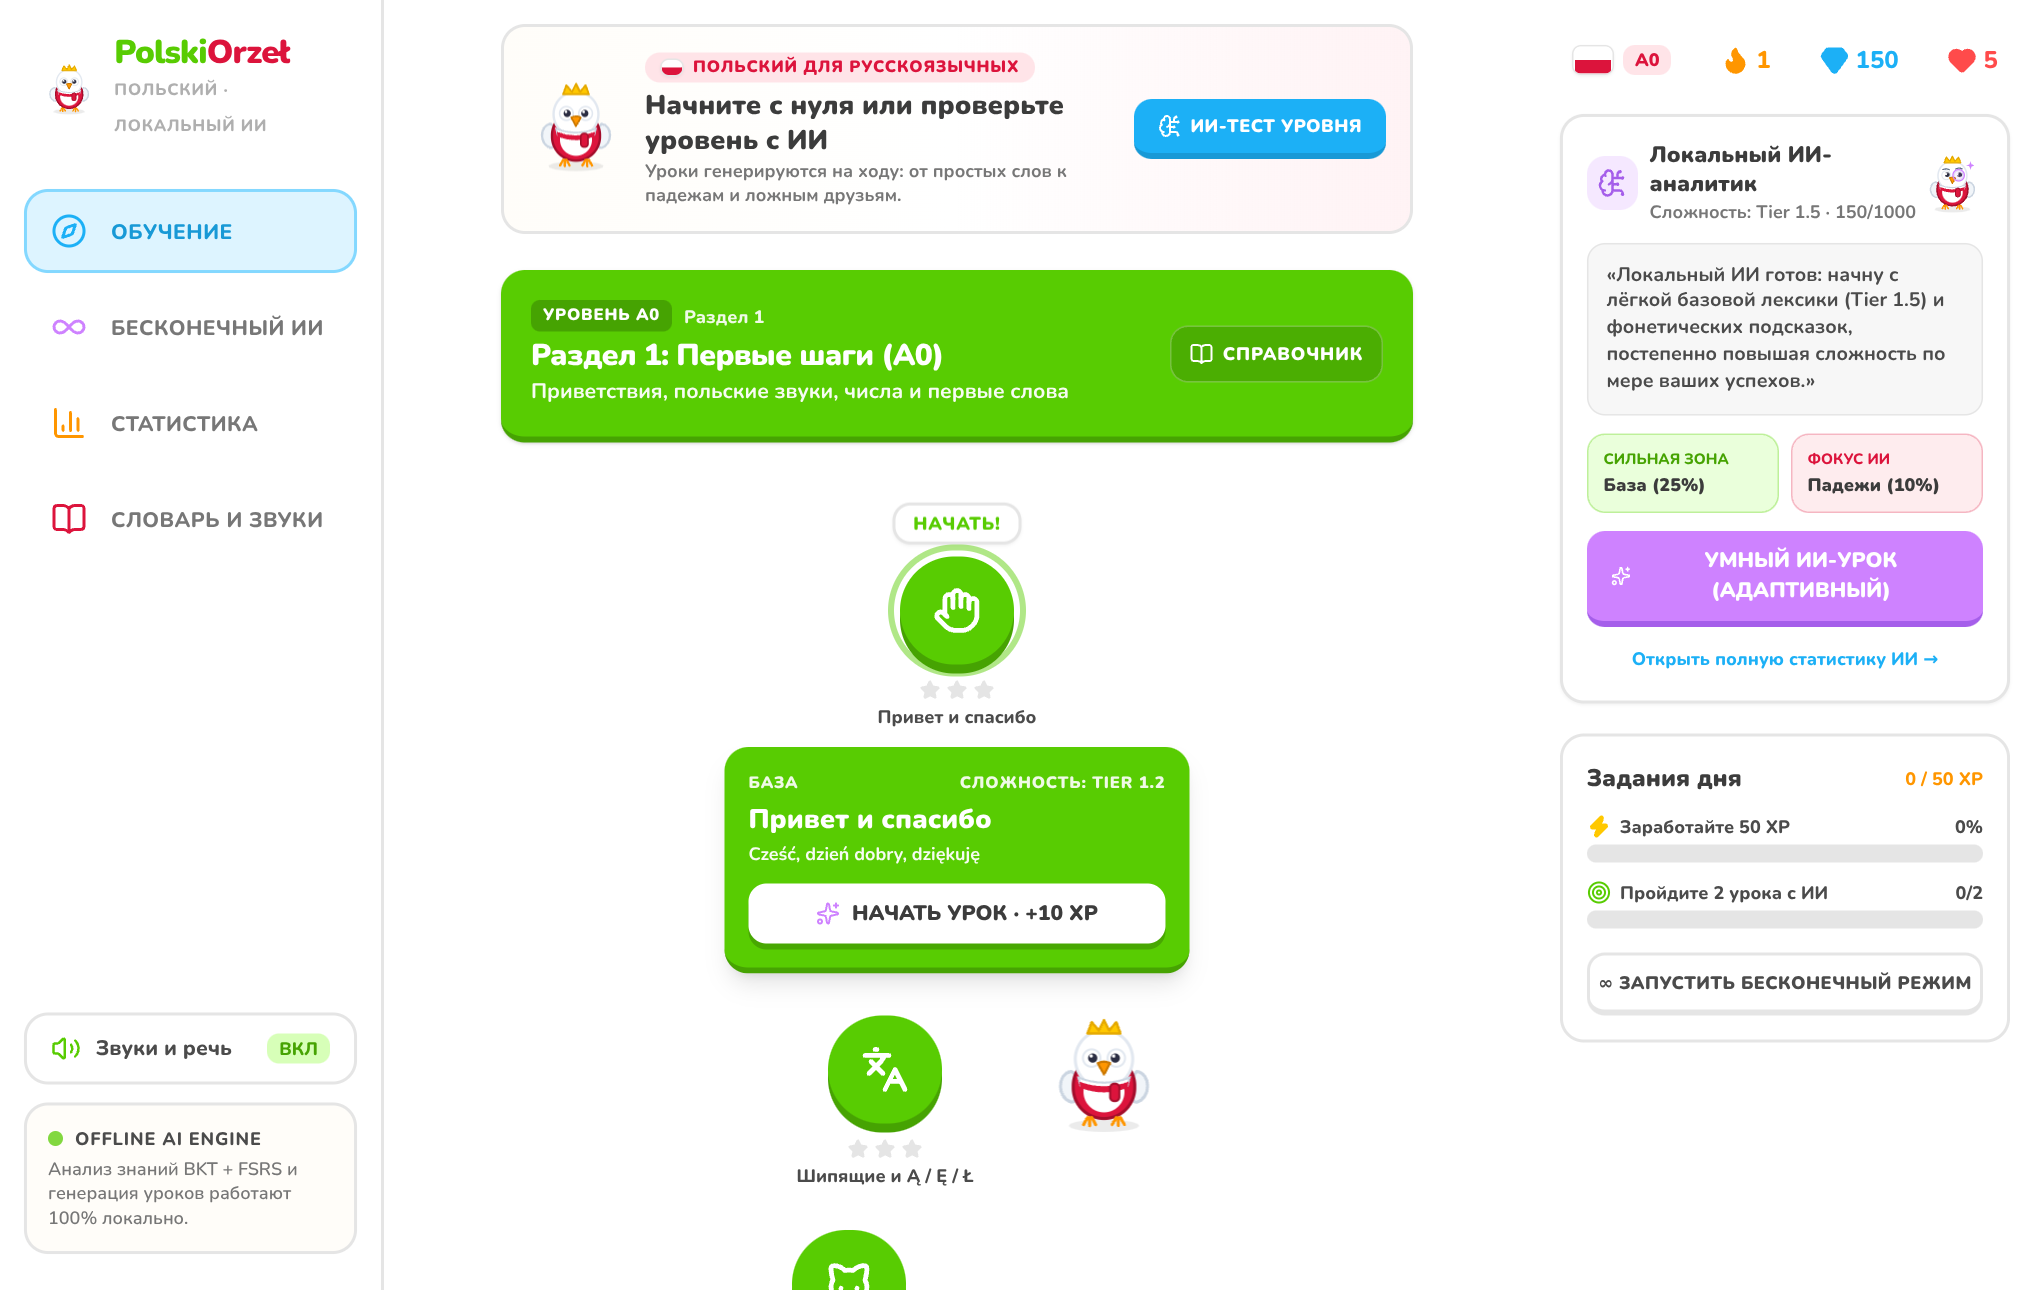 PolskiOrzeł
ПОЛЬСКИЙ ·
ЛОКАЛЬНЫЙ ИИ
ОБУЧЕНИЕ
БЕСКОНЕЧНЫЙ ИИ
СТАТИСТИКА
СЛОВАРЬ И ЗВУКИ
Звуки и речь ВКЛ
OFFLINE AI ENGINE
Анализ знаний BKT + FSRS и
генерация уроков работают
100% локально.
ПОЛЬСКИЙ ДЛЯ РУССКОЯЗЫЧНЫХ
Начните с нуля или проверьте
уровень с ИИ
Уроки генерируются на ходу: от простых слов к
падежам и ложным друзьям.
ИИ-ТЕСТ УРОВНЯ
УРОВЕНЬ A0 Раздел 1
Раздел 1: Первые шаги (A0)
Приветствия, польские звуки, числа и первые слова
СПРАВОЧНИК
НАЧАТЬ!
Привет и спасибо
БАЗА СЛОЖНОСТЬ: TIER 1.2
Привет и спасибо
Cześć, dzień dobry, dziękuję
НАЧАТЬ УРОК · +10 XP
Шипящие и Ą / Ę / Ł
A0 1 150 5
Локальный ИИ-
аналитик
Сложность: Tier 1.5 · 150/1000
«Локальный ИИ готов: начну с
лёгкой базовой лексики (Tier 1.5) и
фонетических подсказок,
постепенно повышая сложность по
мере ваших успехов.»
СИЛЬНАЯ ЗОНА
База (25%)
ФОКУС ИИ
Падежи (10%)
УМНЫЙ ИИ-УРОК
(АДАПТИВНЫЙ)
Открыть полную статистику ИИ →
Задания дня 0 / 50 XP
Заработайте 50 XP 0%
Пройдите 2 урока с ИИ 0/2
∞ ЗАПУСТИТЬ БЕСКОНЕЧНЫЙ РЕЖИМ